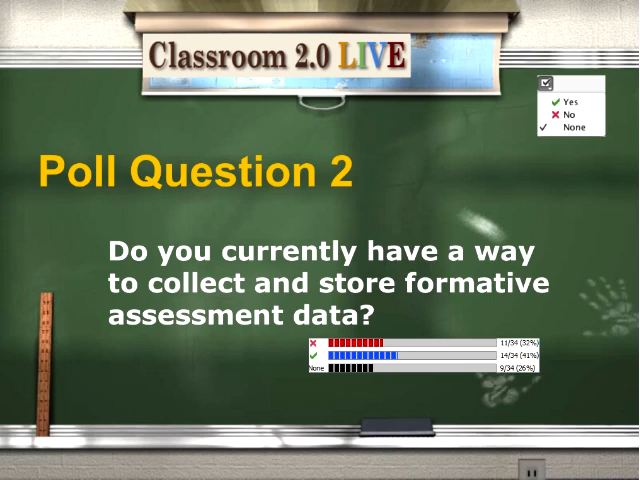 Classroom 2.0 LIVE
Yes
No
None
Poll Question 2
Do you currently have a way
to collect and store formative
assessment data?
11/34 (32%)
14/34 (41%)
None 9/34 (26%)